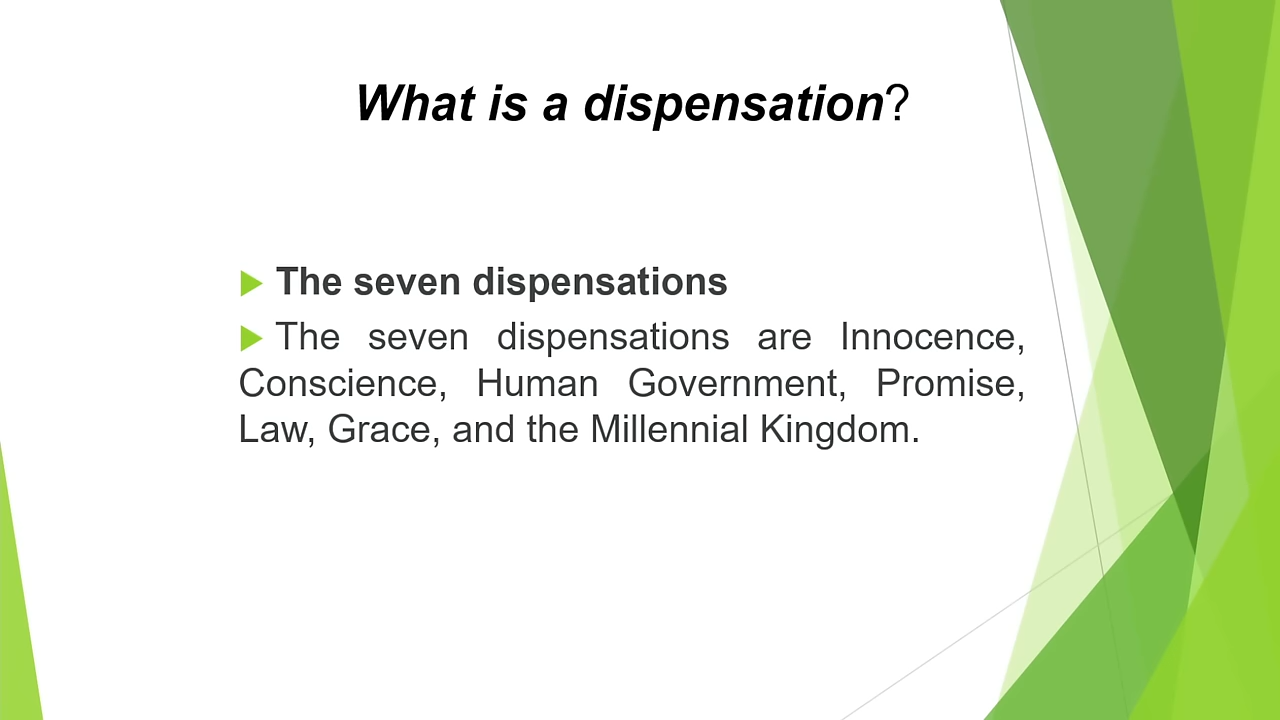 What is a dispensation?
The seven dispensations
The seven dispensations are Innocence,
Conscience, Human Government, Promise,
Law, Grace, and the Millennial Kingdom.